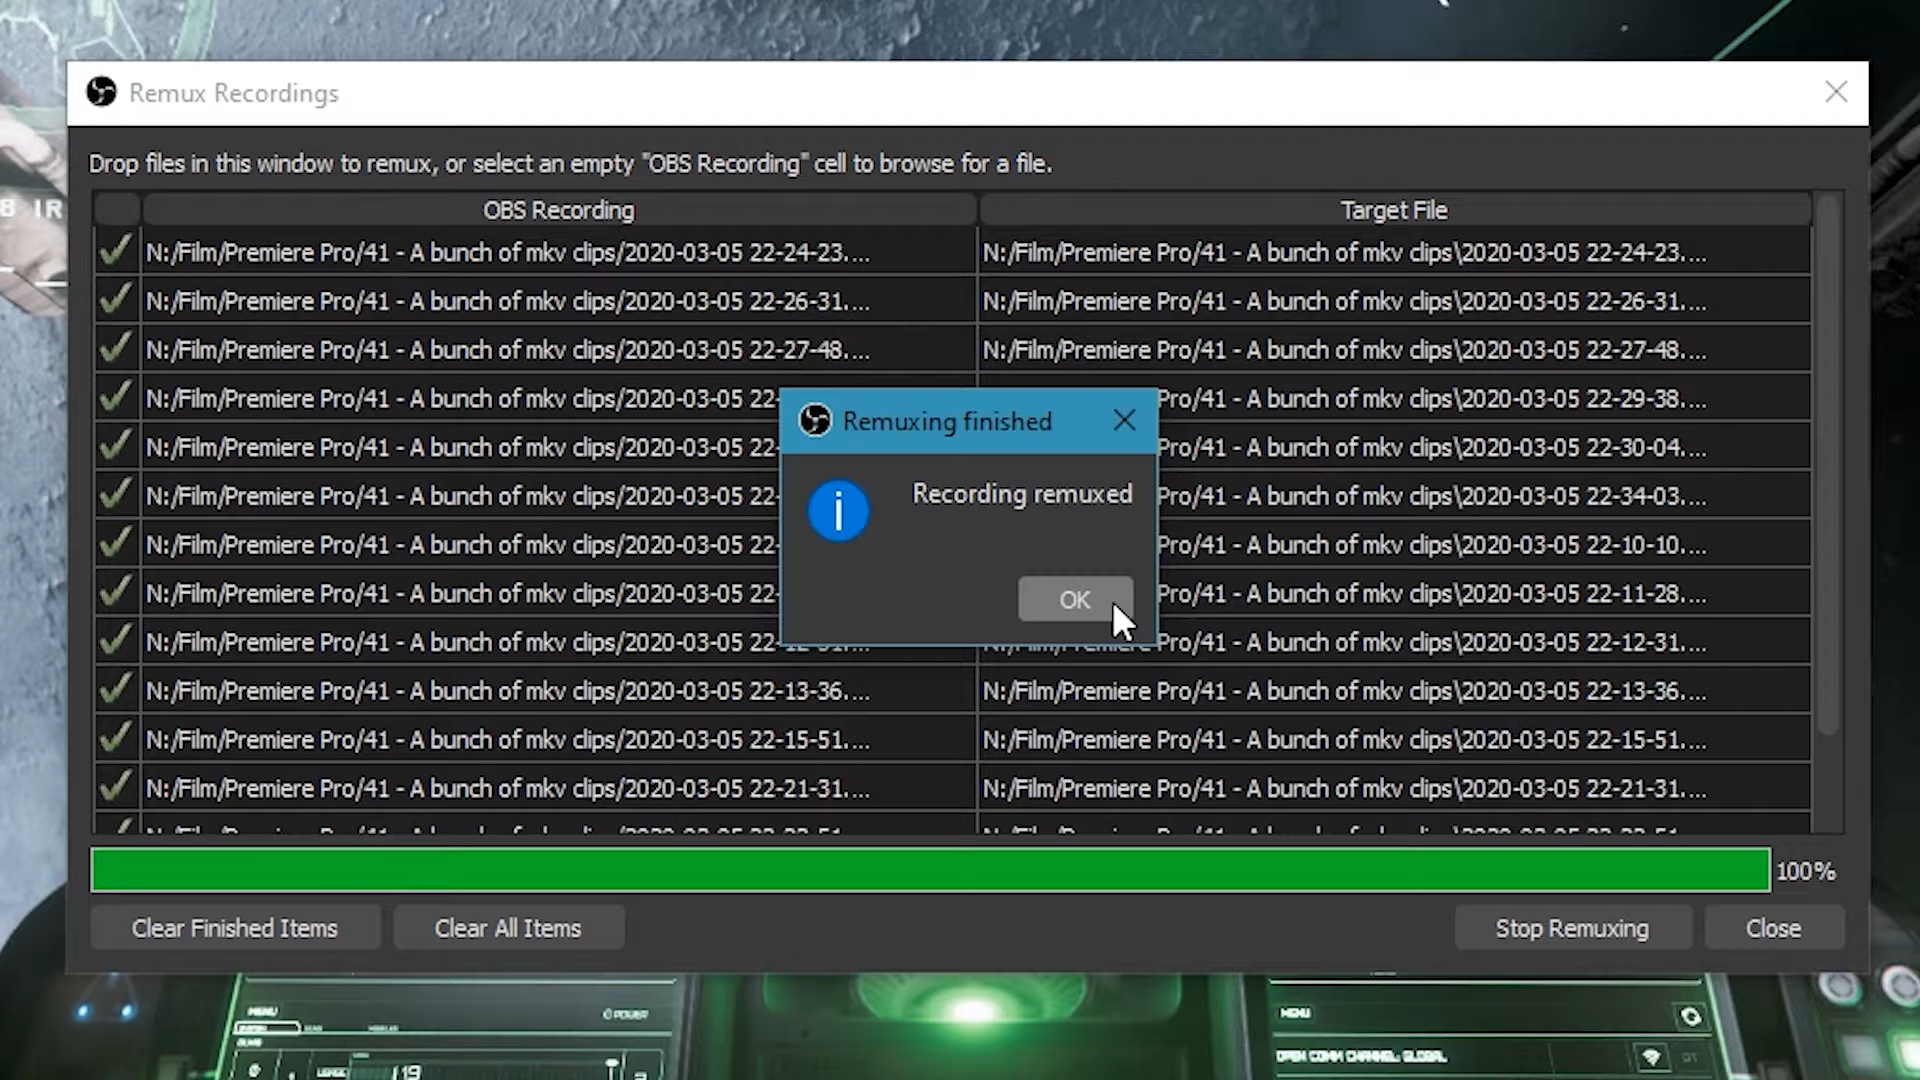 Remux Recordings
Drop files in this window to remux, or select an empty "OBS Recording" cell to browse for a file.
OBS Recording Target File
N:/Film/Premiere Pro/41 - A bunch of mkv clips/2020-03-05 22-24-23.... N:/Film/Premiere Pro/41 - A bunch of mkv clips\2020-03-05 22-24-23....
N:/Film/Premiere Pro/41 - A bunch of mkv clips/2020-03-05 22-26-31.... N:/Film/Premiere Pro/41 - A bunch of mkv clips\2020-03-05 22-26-31....
N:/Film/Premiere Pro/41 - A bunch of mkv clips/2020-03-05 22-27-48.... N:/Film/Premiere Pro/41 - A bunch of mkv clips\2020-03-05 22-27-48....
N:/Film/Premiere Pro/41 - A bunch of mkv clips/2020-03-05 22- Pro/41 - A bunch of mkv clips\2020-03-05 22-29-38....
N:/Film/Premiere Pro/41 - A bunch of mkv clips/2020-03-05 22- Pro/41 - A bunch of mkv clips\2020-03-05 22-30-04....
N:/Film/Premiere Pro/41 - A bunch of mkv clips/2020-03-05 22- Pro/41 - A bunch of mkv clips\2020-03-05 22-34-03....
N:/Film/Premiere Pro/41 - A bunch of mkv clips/2020-03-05 22- Pro/41 - A bunch of mkv clips\2020-03-05 22-10-10....
N:/Film/Premiere Pro/41 - A bunch of mkv clips/2020-03-05 22- Pro/41 - A bunch of mkv clips\2020-03-05 22-11-28....
N:/Film/Premiere Pro/41 - A bunch of mkv clips/2020-03-05 22-12-31.... N:/Film/Premiere Pro/41 - A bunch of mkv clips\2020-03-05 22-12-31....
N:/Film/Premiere Pro/41 - A bunch of mkv clips/2020-03-05 22-13-36.... N:/Film/Premiere Pro/41 - A bunch of mkv clips\2020-03-05 22-13-36....
N:/Film/Premiere Pro/41 - A bunch of mkv clips/2020-03-05 22-15-51.... N:/Film/Premiere Pro/41 - A bunch of mkv clips\2020-03-05 22-15-51....
N:/Film/Premiere Pro/41 - A bunch of mkv clips/2020-03-05 22-21-31.... N:/Film/Premiere Pro/41 - A bunch of mkv clips\2020-03-05 22-21-31....
Remuxing finished
Recording remuxed
OK
100%
Clear Finished Items Clear All Items Stop Remuxing Close
MENU POWER MENU
OPEN COMM CHANNEL: GLOBAL
19